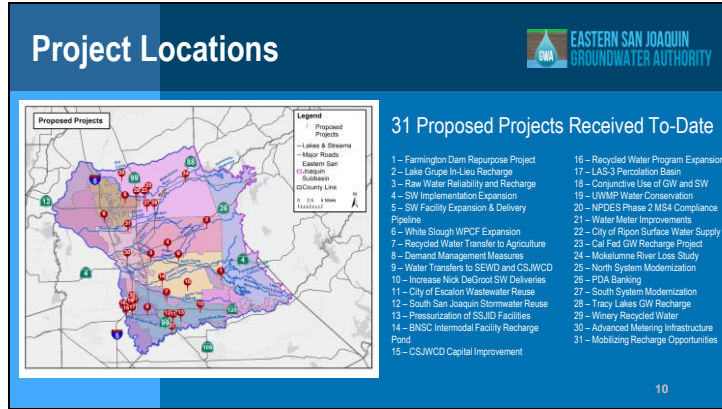 Project Locations
GWA
EASTERN SAN JOAQUIN
GROUNDWATER AUTHORITY
Proposed Projects
Legend
Proposed
Projects
Lakes & Streams
Major Roads
Eastern San
Joaquin
Subbasin
County Line
31 Proposed Projects Received To-Date
1 – Farmington Dam Repurpose Project
2 – Lake Grupe In-Lieu Recharge
3 – Raw Water Reliability and Recharge
4 – SW Implementation Expansion
5 – SW Facility Expansion & Delivery
Pipeline
6 – White Slough WPCF Expansion
7 – Recycled Water Transfer to Agriculture
8 – Demand Management Measures
9 – Water Transfers to SEWD and CSJWCD
10 – Increase Nick DeGroot SW Deliveries
11 – City of Escalon Wastewater Reuse
12 – South San Joaquin Stormwater Reuse
13 – Pressurization of SSJID Facilities
14 – BNSC Intermodal Facility Recharge
Pond
15 – CSJWCD Capital Improvement
16 – Recycled Water Program Expansion
17 – LAS-3 Percolation Basin
18 – Conjunctive Use of GW and SW
19 – UWMP Water Conservation
20 – NPDES Phase 2 MS4 Compliance
21 – Water Meter Improvements
22 – City of Ripon Surface Water Supply
23 – Cal Fed GW Recharge Project
24 – Mokelumne River Loss Study
25 – North System Modernization
26 – PDA Banking
27 – South System Modernization
28 – Tracy Lakes GW Recharge
29 – Winery Recycled Water
30 – Advanced Metering Infrastructure
31 – Mobilizing Recharge Opportunities
10